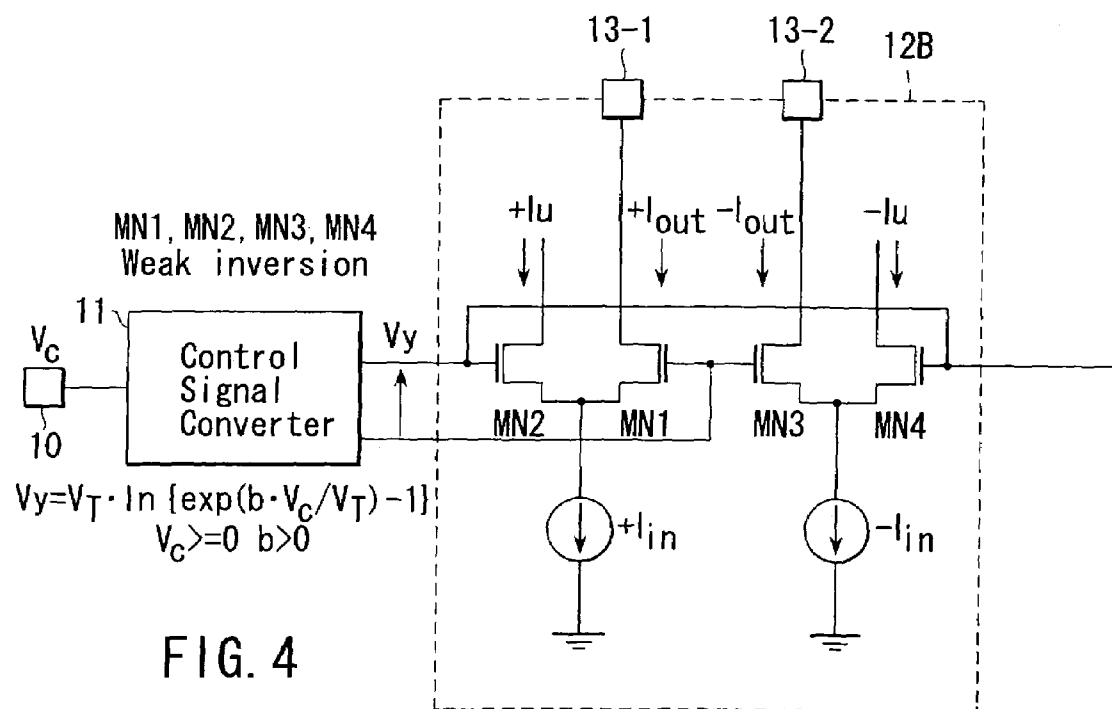 13-1
13-2
12B
+Iu
+Iout
-Iout
-Iu
MN1, MN2, MN3, MN4
Weak inversion
11
Vc
10
Control
Signal
Converter
Vy
MN2
MN1
MN3
MN4
Vy=VT·ln{exp(b·Vc/VT)-1}
Vc>=0 b>0
+Iin
-Iin
FIG. 4